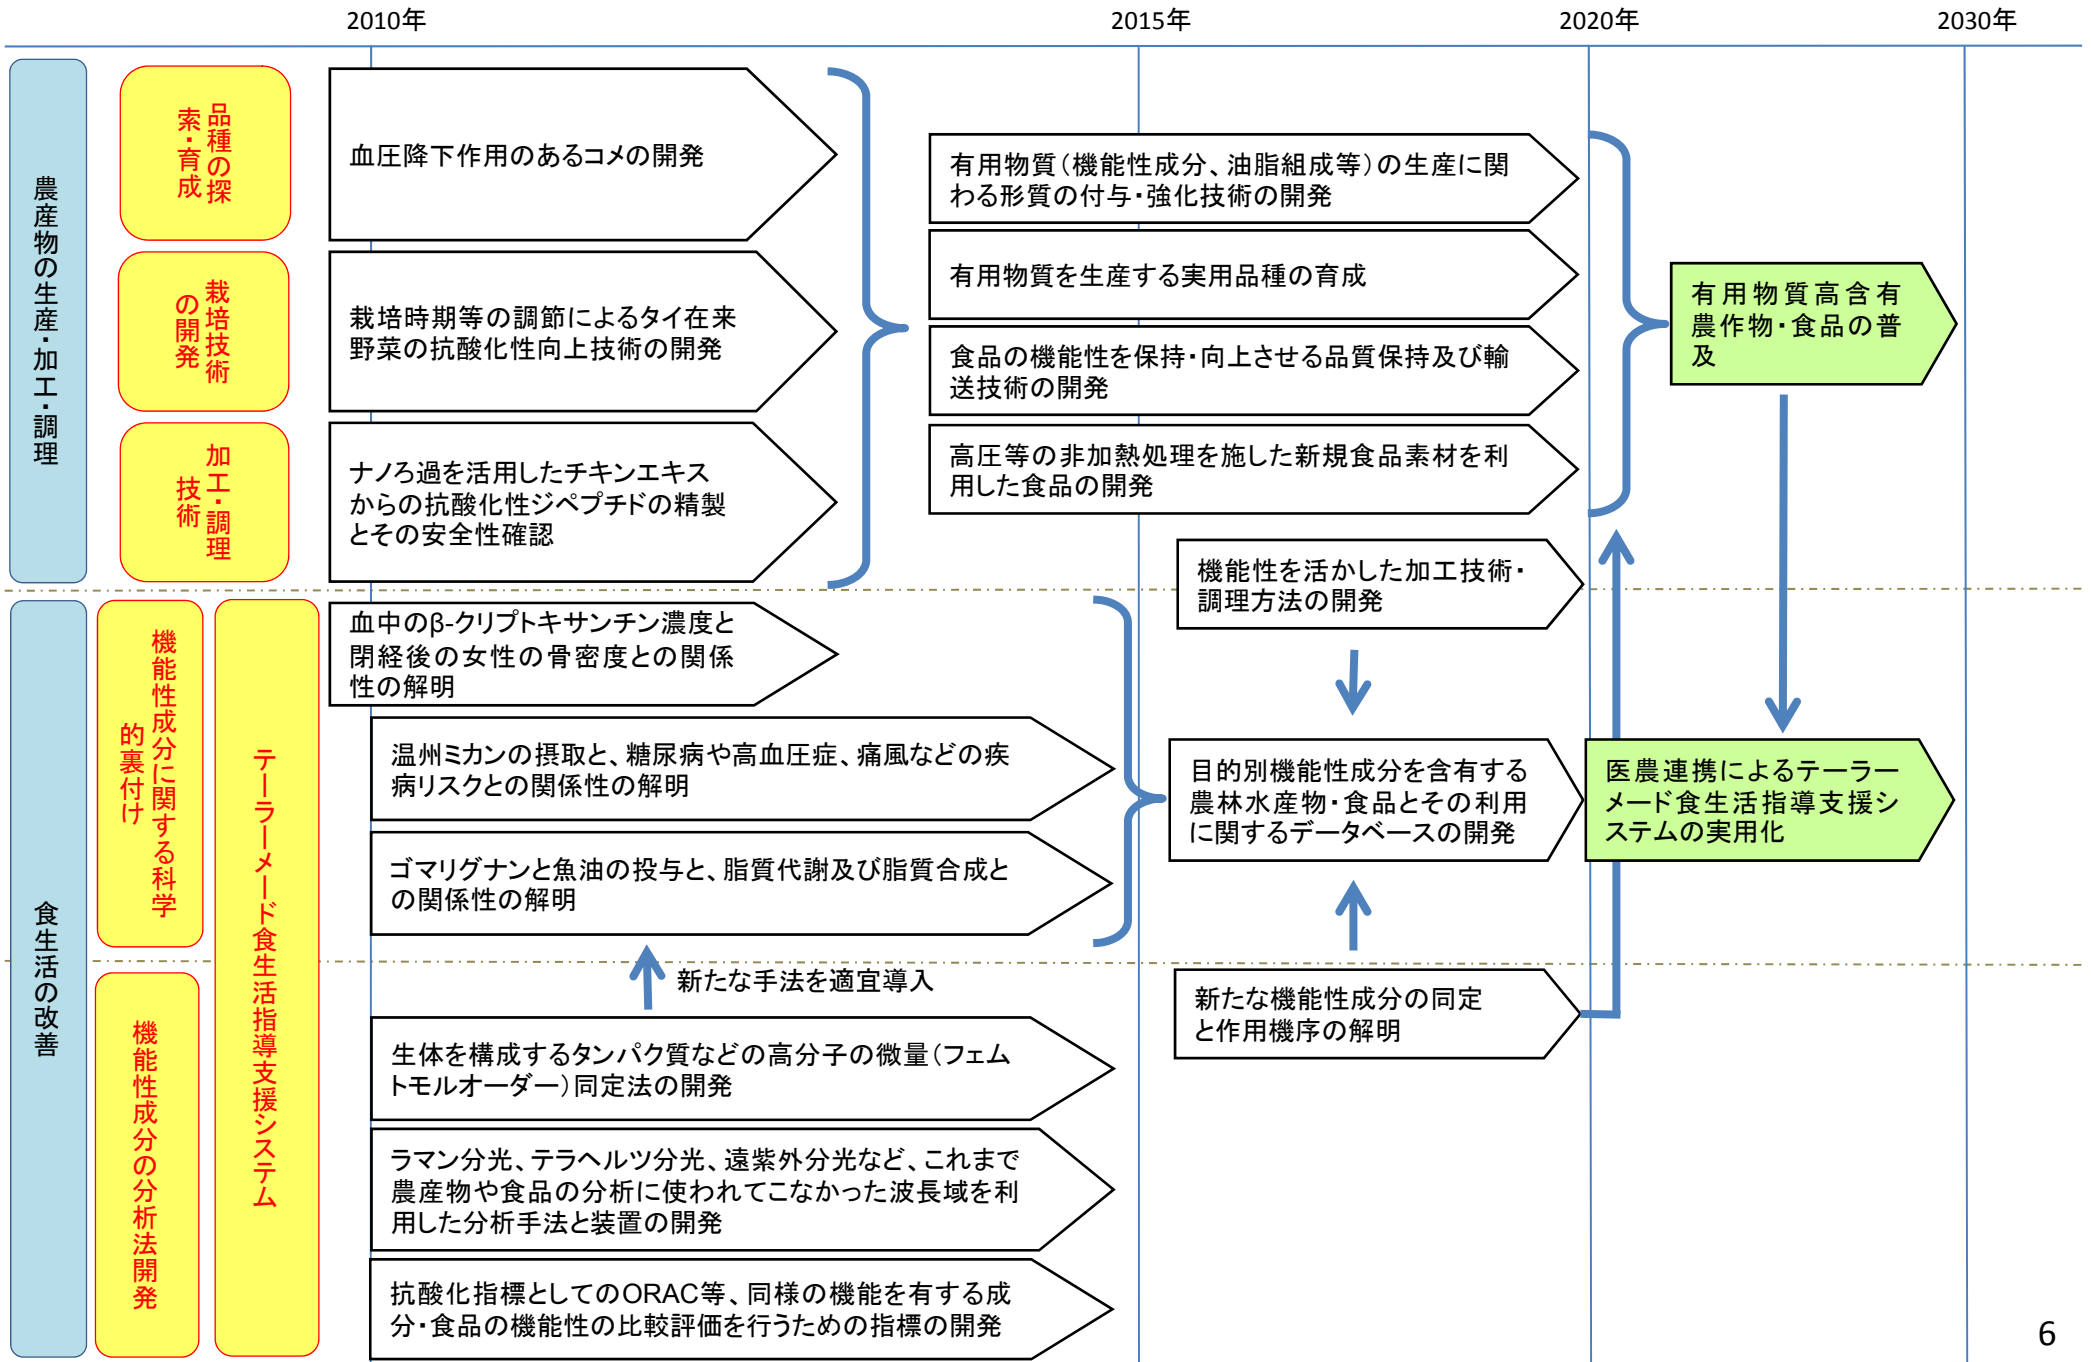 2010年
2015年
2020年
2030年
農産物の生産・加工・調理
品種の探
索・育成
血圧降下作用のあるコメの開発
栽培技術
の開発
栽培時期等の調節によるタイ在来
野菜の抗酸化性向上技術の開発
加工・調理
技術
ナノろ過を活用したチキンエキス
からの抗酸化性ジペプチドの精製
とその安全性確認
有用物質（機能性成分、油脂組成等）の生産に関
わる形質の付与・強化技術の開発
有用物質を生産する実用品種の育成
食品の機能性を保持・向上させる品質保持及び輸
送技術の開発
高圧等の非加熱処理を施した新規食品素材を利
用した食品の開発
有用物質高含有
農作物・食品の普
及
機能性を活かした加工技術・
調理方法の開発
食生活の改善
機能性成分に関する科学
的裏付け
テーラーメード食生活指導支援システム
血中のβ-クリプトキサンチン濃度と
閉経後の女性の骨密度との関係
性の解明
温州ミカンの摂取と、糖尿病や高血圧症、痛風などの疾
病リスクとの関係性の解明
ゴマリグナンと魚油の投与と、脂質代謝及び脂質合成と
の関係性の解明
目的別機能性成分を含有する
農林水産物・食品とその利用
に関するデータベースの開発
医農連携によるテーラー
メード食生活指導支援シ
ステムの実用化
新たな手法を適宜導入
新たな機能性成分の同定
と作用機序の解明
機能性成分の分析法開発
生体を構成するタンパク質などの高分子の微量（フェム
トモルオーダー）同定法の開発
ラマン分光、テラヘルツ分光、遠紫外分光など、これまで
農産物や食品の分析に使われてこなかった波長域を利
用した分析手法と装置の開発
抗酸化指標としてのORAC等、同様の機能を有する成
分・食品の機能性の比較評価を行うための指標の開発
6